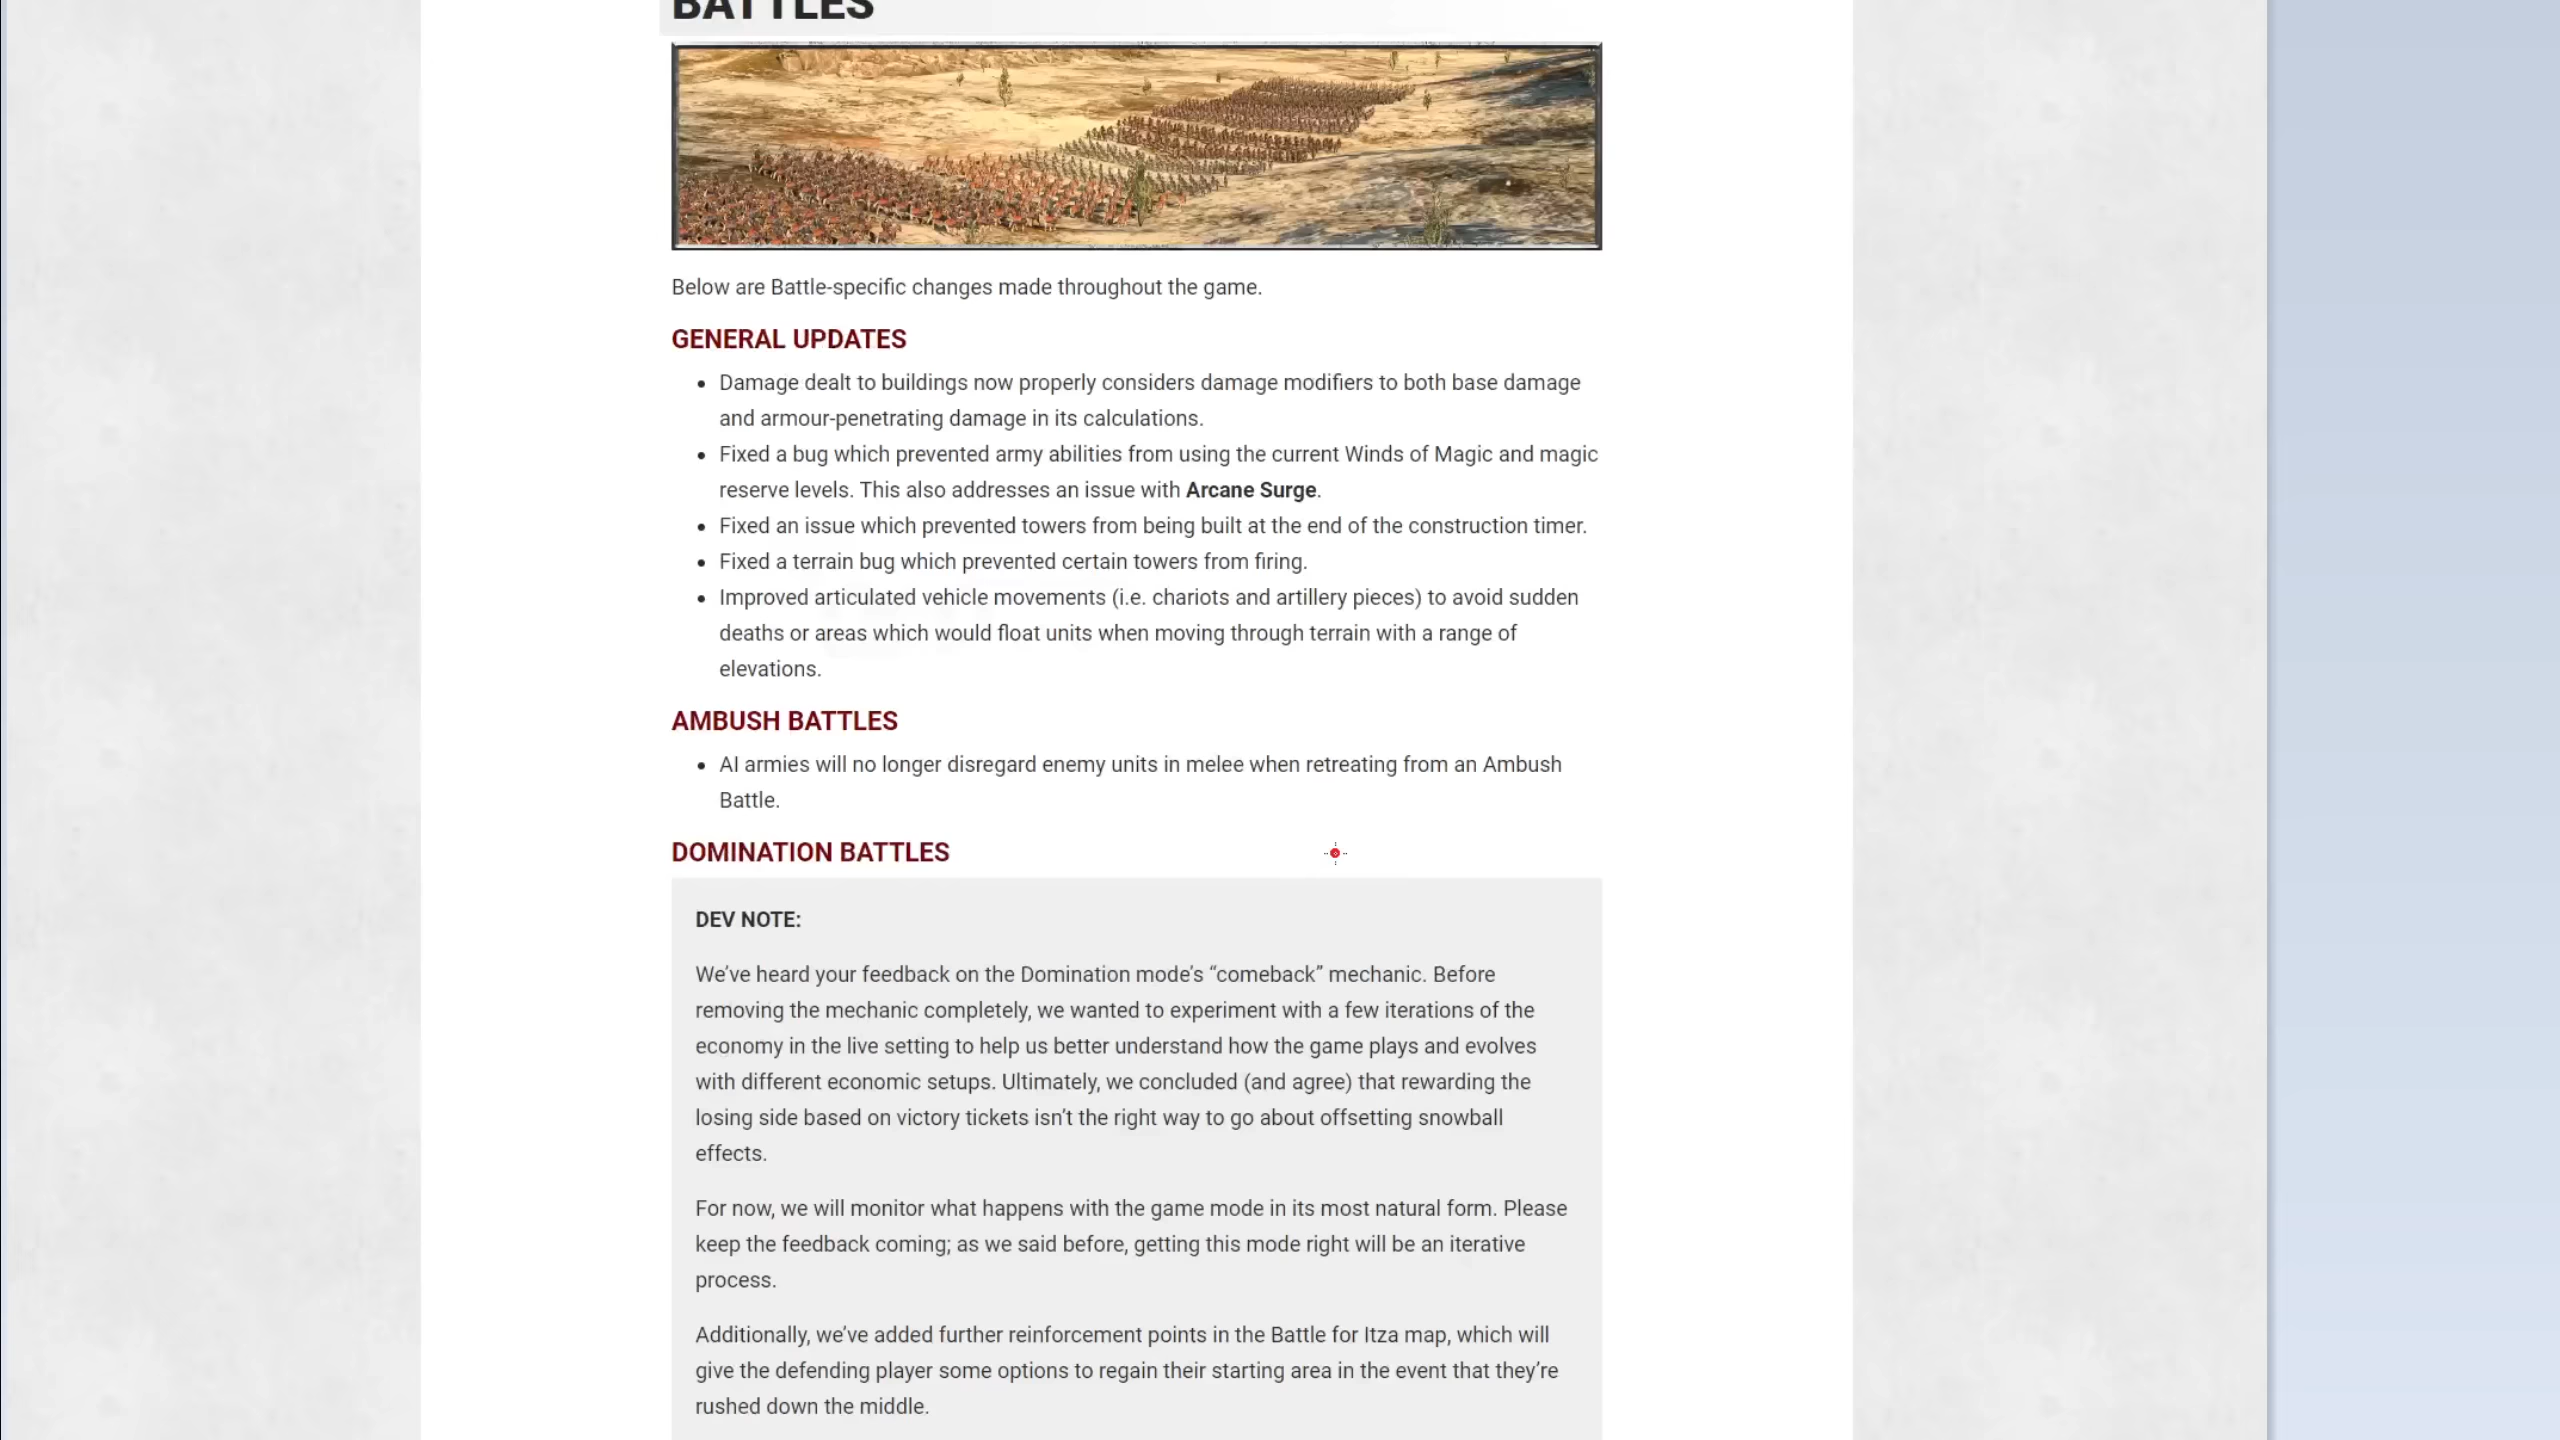 BATTLES
Below are Battle-specific changes made throughout the game.
GENERAL UPDATES
• Damage dealt to buildings now properly considers damage modifiers to both base damage
and armour-penetrating damage in its calculations.
• Fixed a bug which prevented army abilities from using the current Winds of Magic and magic
reserve levels. This also addresses an issue with Arcane Surge.
• Fixed an issue which prevented towers from being built at the end of the construction timer.
• Fixed a terrain bug which prevented certain towers from firing.
• Improved articulated vehicle movements (i.e. chariots and artillery pieces) to avoid sudden
deaths or areas which would float units when moving through terrain with a range of
elevations.
AMBUSH BATTLES
• AI armies will no longer disregard enemy units in melee when retreating from an Ambush
Battle.
DOMINATION BATTLES
DEV NOTE:
We’ve heard your feedback on the Domination mode’s “comeback” mechanic. Before
removing the mechanic completely, we wanted to experiment with a few iterations of the
economy in the live setting to help us better understand how the game plays and evolves
with different economic setups. Ultimately, we concluded (and agree) that rewarding the
losing side based on victory tickets isn’t the right way to go about offsetting snowball
effects.
For now, we will monitor what happens with the game mode in its most natural form. Please
keep the feedback coming; as we said before, getting this mode right will be an iterative
process.
Additionally, we’ve added further reinforcement points in the Battle for Itza map, which will
give the defending player some options to regain their starting area in the event that they’re
rushed down the middle.